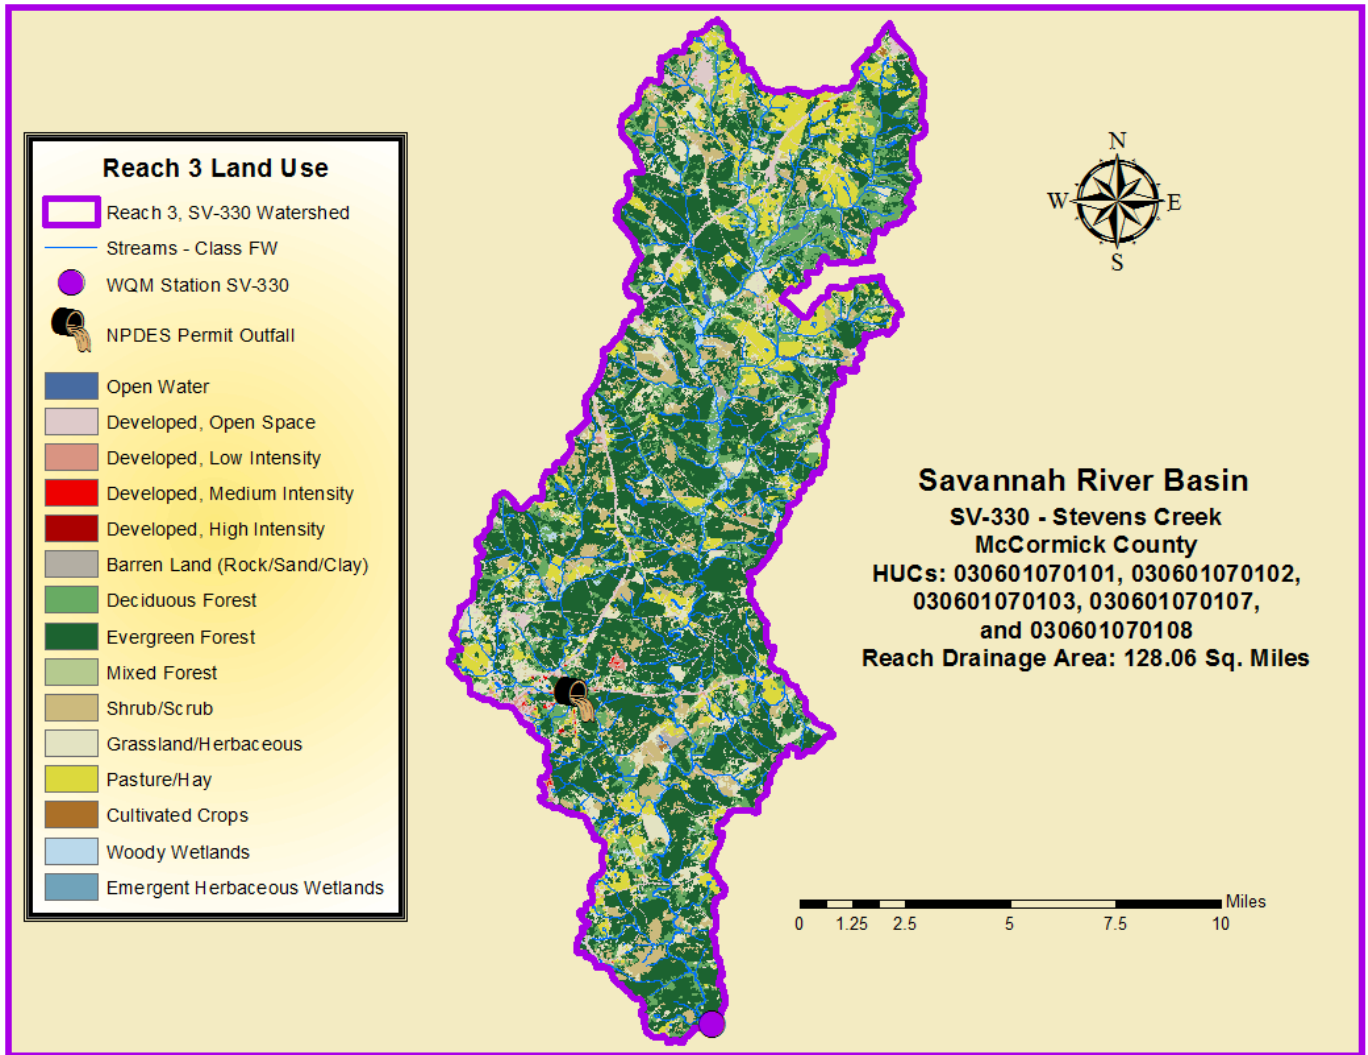 Reach 3 Land Use
Reach 3, SV-330 Watershed
Streams - Class FW
WQM Station SV-330
NPDES Permit Outfall
Open Water
Developed, Open Space
Developed, Low Intensity
Developed, Medium Intensity
Developed, High Intensity
Barren Land (Rock/Sand/Clay)
Deciduous Forest
Evergreen Forest
Mixed Forest
Shrub/Scrub
Grassland/Herbaceous
Pasture/Hay
Cultivated Crops
Woody Wetlands
Emergent Herbaceous Wetlands
N
W E
S
Savannah River Basin
SV-330 - Stevens Creek
McCormick County
HUCs: 030601070101, 030601070102,
030601070103, 030601070107,
and 030601070108
Reach Drainage Area: 128.06 Sq. Miles
Miles
0 1.25 2.5 5 7.5 10